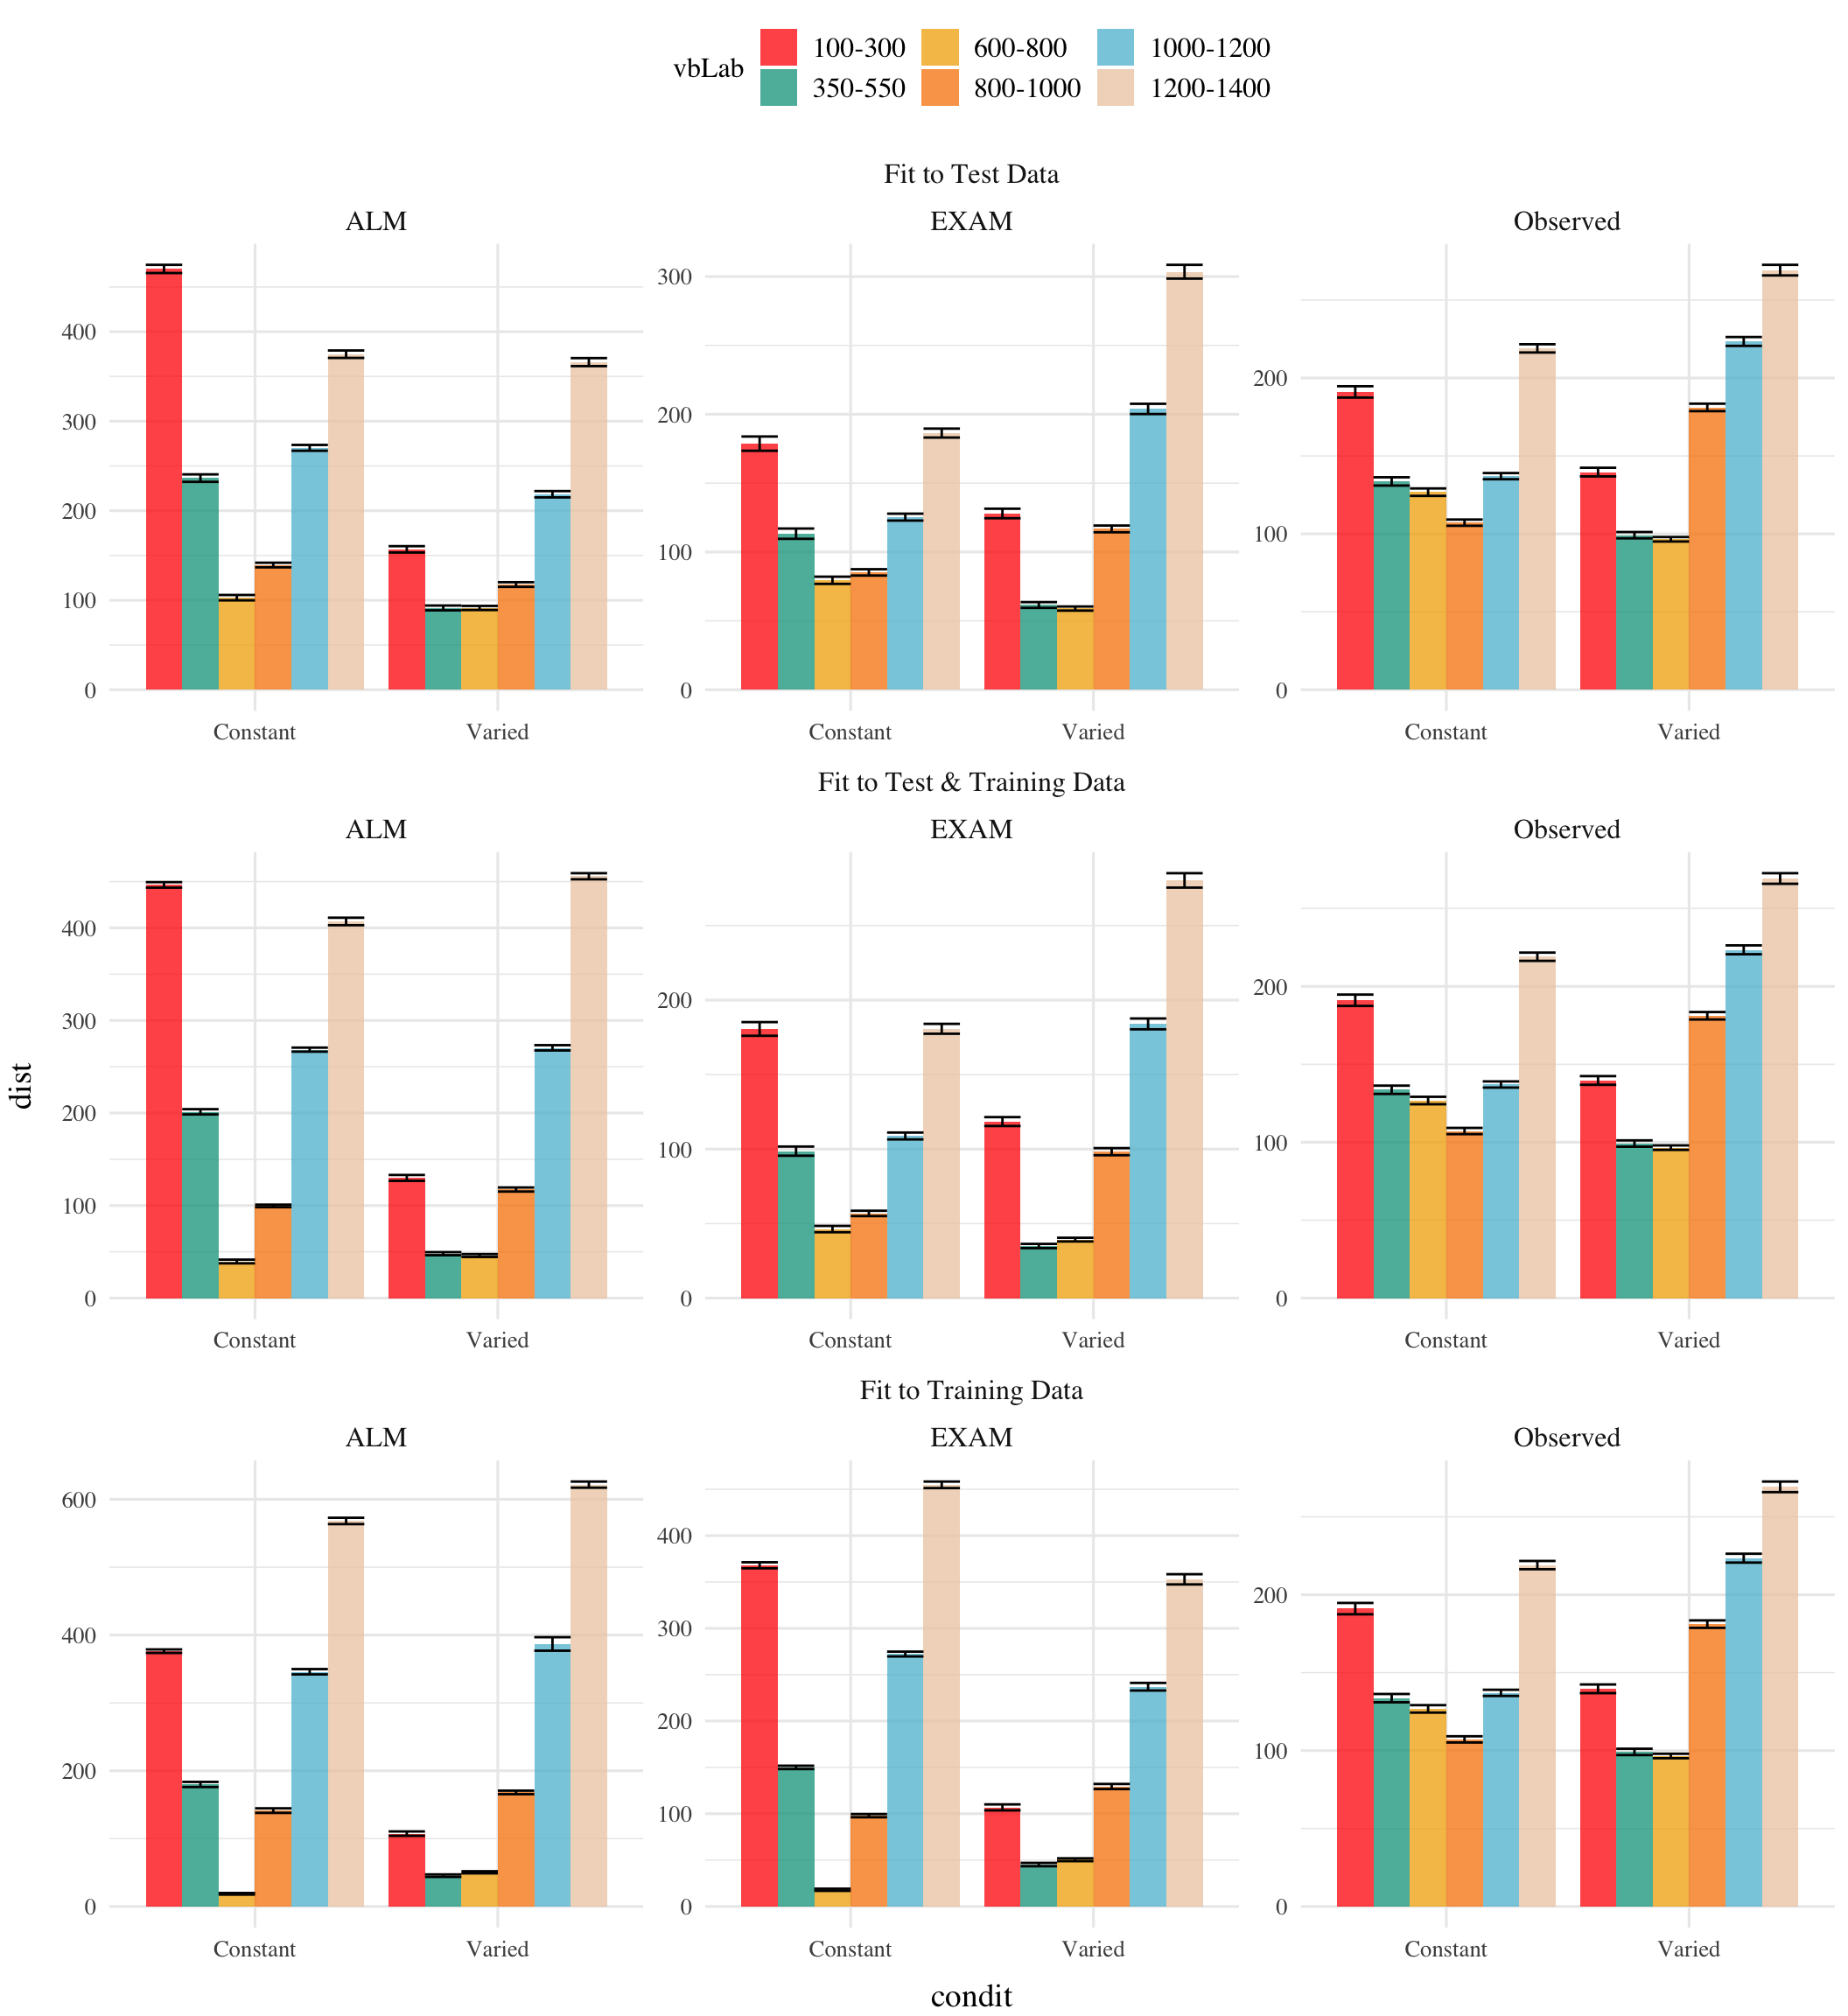 vbLab
100-300 600-800 1000-1200
350-550 800-1000 1200-1400
Fit to Test Data
ALM EXAM Observed
400
300
200
100
0
300
200
100
0
200
100
0
Constant Varied Constant Varied Constant Varied
Fit to Test & Training Data
ALM EXAM Observed
400
300
200
100
0
200
100
0
200
100
0
Constant Varied Constant Varied Constant Varied
dist
Fit to Training Data
ALM EXAM Observed
600
400
200
0
400
300
200
100
0
200
100
0
Constant Varied Constant Varied Constant Varied
condit